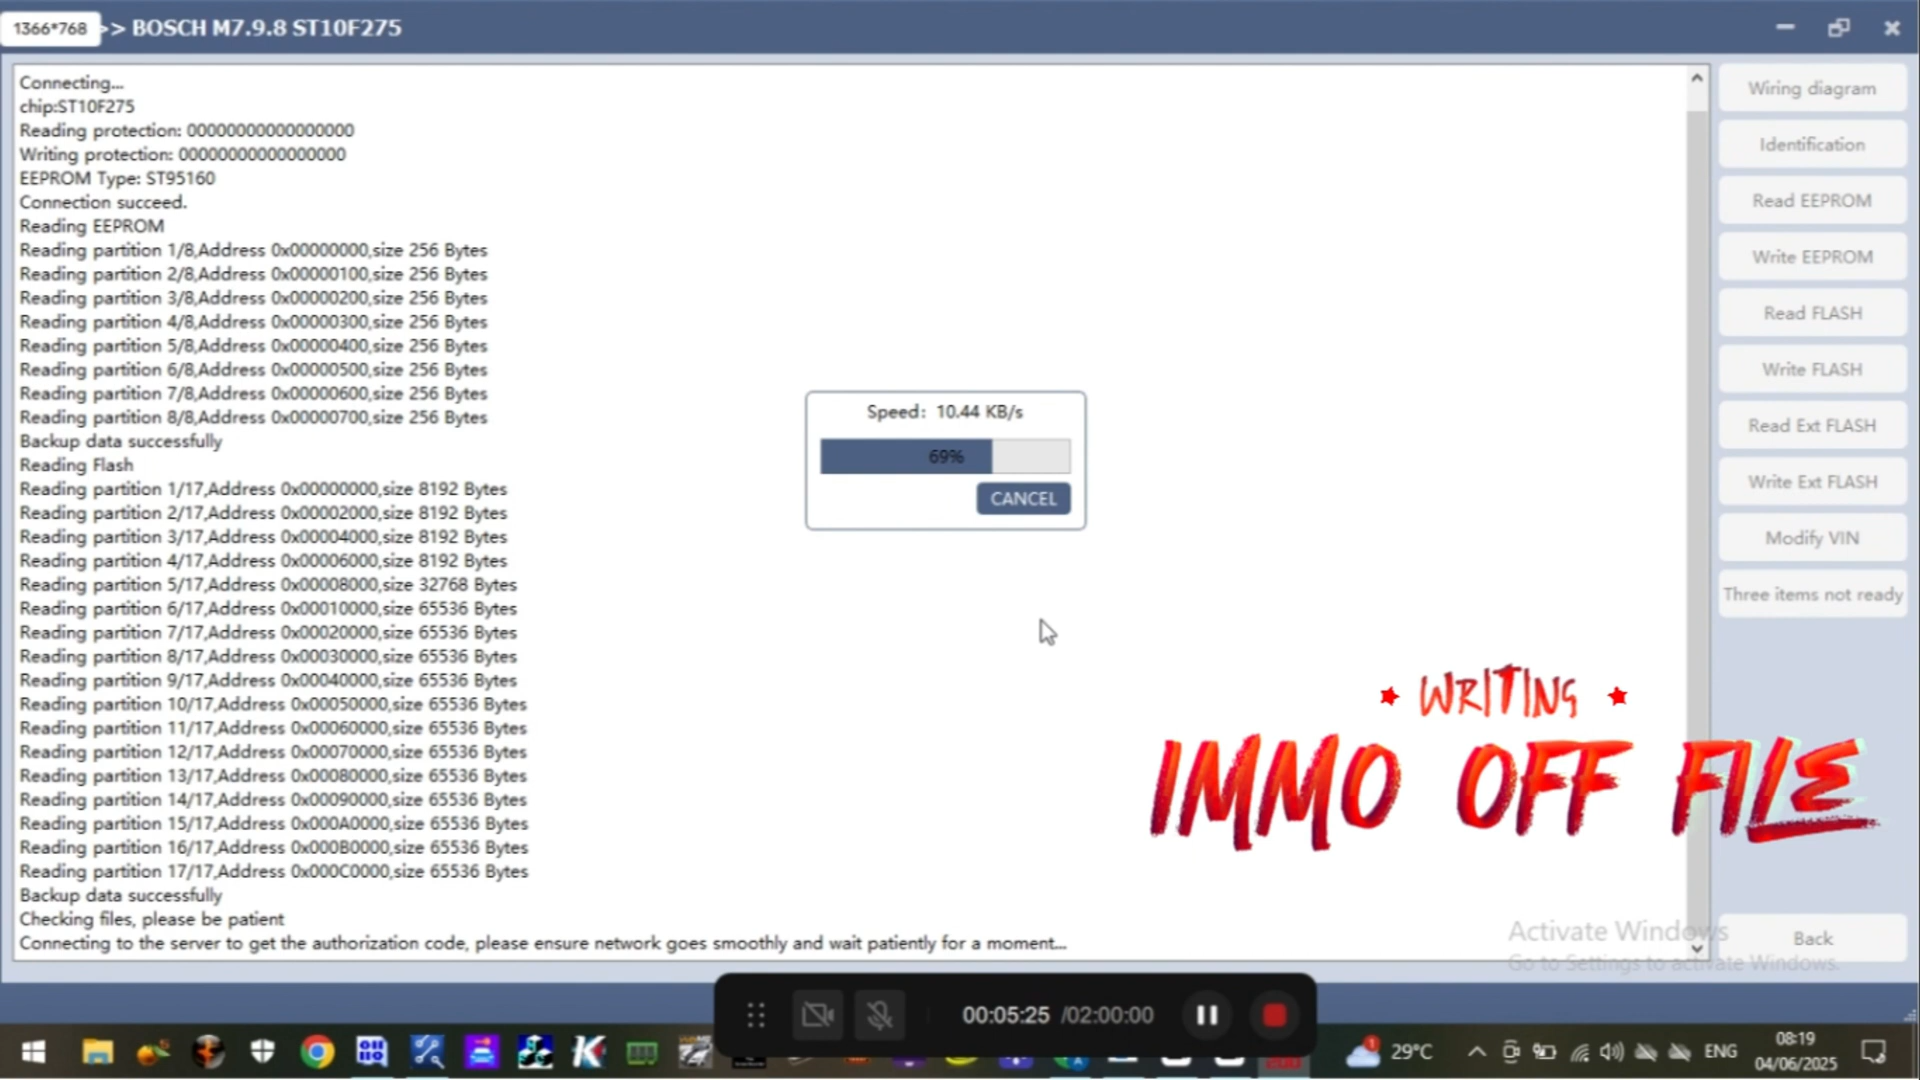 1366*768 >> BOSCH M7.9.8 ST10F275
Connecting...
chip:ST10F275
Reading protection: 00000000000000000
Writing protection: 00000000000000000
EEPROM Type: ST95160
Connection succeed.
Reading EEPROM
Reading partition 1/8,Address 0x00000000,size 256 Bytes
Reading partition 2/8,Address 0x00000100,size 256 Bytes
Reading partition 3/8,Address 0x00000200,size 256 Bytes
Reading partition 4/8,Address 0x00000300,size 256 Bytes
Reading partition 5/8,Address 0x00000400,size 256 Bytes
Reading partition 6/8,Address 0x00000500,size 256 Bytes
Reading partition 7/8,Address 0x00000600,size 256 Bytes
Reading partition 8/8,Address 0x00000700,size 256 Bytes
Backup data successfully
Reading Flash
Reading partition 1/17,Address 0x00000000,size 8192 Bytes
Reading partition 2/17,Address 0x00002000,size 8192 Bytes
Reading partition 3/17,Address 0x00004000,size 8192 Bytes
Reading partition 4/17,Address 0x00006000,size 8192 Bytes
Reading partition 5/17,Address 0x00008000,size 32768 Bytes
Reading partition 6/17,Address 0x00010000,size 65536 Bytes
Reading partition 7/17,Address 0x00020000,size 65536 Bytes
Reading partition 8/17,Address 0x00030000,size 65536 Bytes
Reading partition 9/17,Address 0x00040000,size 65536 Bytes
Reading partition 10/17,Address 0x00050000,size 65536 Bytes
Reading partition 11/17,Address 0x00060000,size 65536 Bytes
Reading partition 12/17,Address 0x00070000,size 65536 Bytes
Reading partition 13/17,Address 0x00080000,size 65536 Bytes
Reading partition 14/17,Address 0x00090000,size 65536 Bytes
Reading partition 15/17,Address 0x000A0000,size 65536 Bytes
Reading partition 16/17,Address 0x000B0000,size 65536 Bytes
Reading partition 17/17,Address 0x000C0000,size 65536 Bytes
Backup data successfully
Checking files, please be patient
Connecting to the server to get the authorization code, please ensure network goes smoothly and wait patiently for a moment...
Speed: 10.44 KB/s
69%
CANCEL
Wiring diagram
Identification
Read EEPROM
Write EEPROM
Read FLASH
Write FLASH
Read Ext FLASH
Write Ext FLASH
Modify VIN
Three items not ready
WRITING
IMMO OFF FILE
Activate Windows
Go to Settings to activate Windows.
Back
00:05:25 /02:00:00
29°C
ENG
08:19
04/06/2025